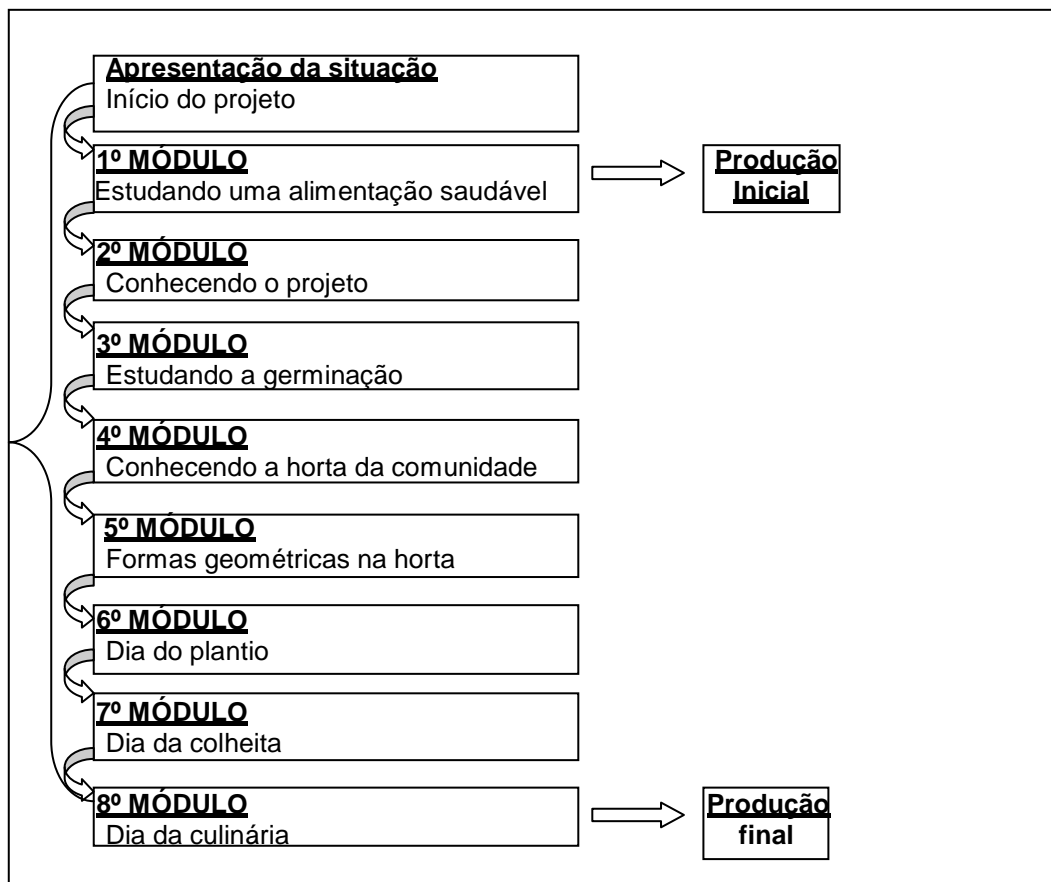 Apresentação da situação
Início do projeto
1º MÓDULO
Estudando uma alimentação saudável
Produção
Inicial
2º MÓDULO
Conhecendo o projeto
3º MÓDULO
Estudando a germinação
4º MÓDULO
Conhecendo a horta da comunidade
5º MÓDULO
Formas geométricas na horta
6º MÓDULO
Dia do plantio
7º MÓDULO
Dia da colheita
8º MÓDULO
Dia da culinária
Produção
final